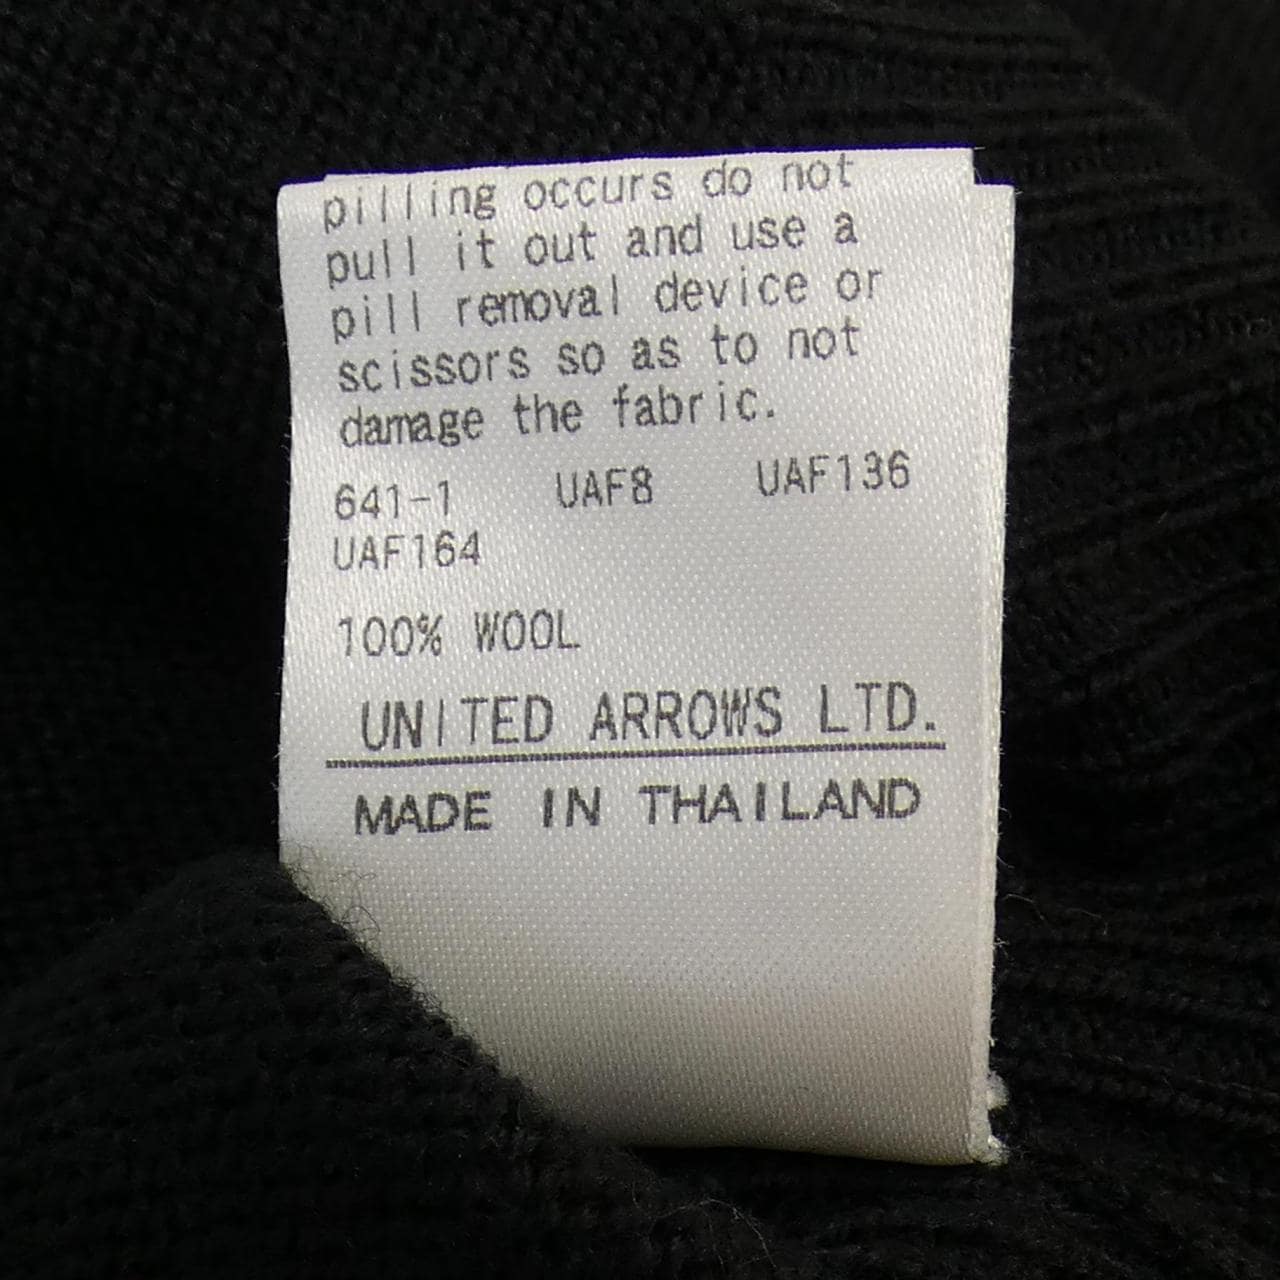 pilling occurs do not
pull it out and use a
pill removal device or
scissors so as to not
damage the fabric.
641-1 UAF8 UAF136
UAF164
100% WOOL
UNITED ARROWS LTD.
MADE IN THAILAND